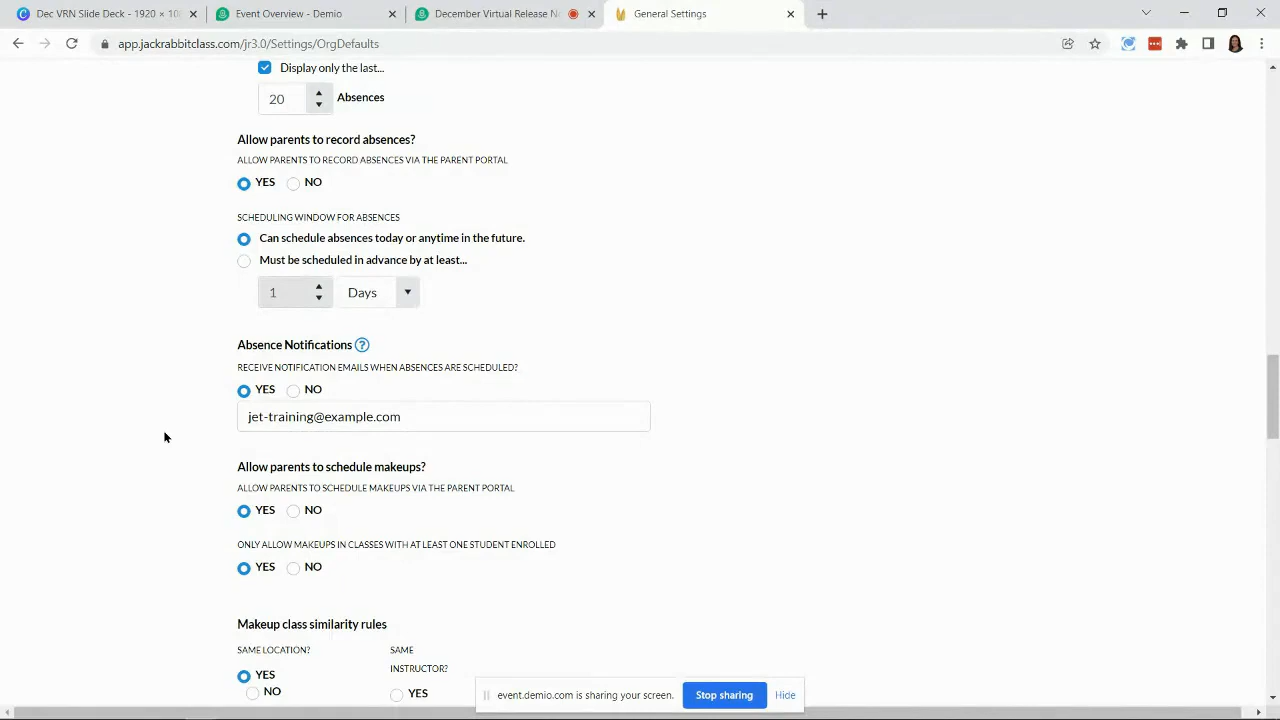 Dec VRN Slide Deck - 1920 × 10
Event Overview - Demio
December Virtual Release N
General Settings
app.jackrabbitclass.com/jr3.0/Settings/OrgDefaults
Display only the last...
20 Absences
Allow parents to record absences?
ALLOW PARENTS TO RECORD ABSENCES VIA THE PARENT PORTAL
YES NO
SCHEDULING WINDOW FOR ABSENCES
Can schedule absences today or anytime in the future.
Must be scheduled in advance by at least...
1 Days
Absence Notifications ?
RECEIVE NOTIFICATION EMAILS WHEN ABSENCES ARE SCHEDULED?
YES NO
jet-training@example.com
Allow parents to schedule makeups?
ALLOW PARENTS TO SCHEDULE MAKEUPS VIA THE PARENT PORTAL
YES NO
ONLY ALLOW MAKEUPS IN CLASSES WITH AT LEAST ONE STUDENT ENROLLED
YES NO
Makeup class similarity rules
SAME LOCATION?
YES
NO
SAME
INSTRUCTOR?
YES
event.demio.com is sharing your screen. Stop sharing Hide